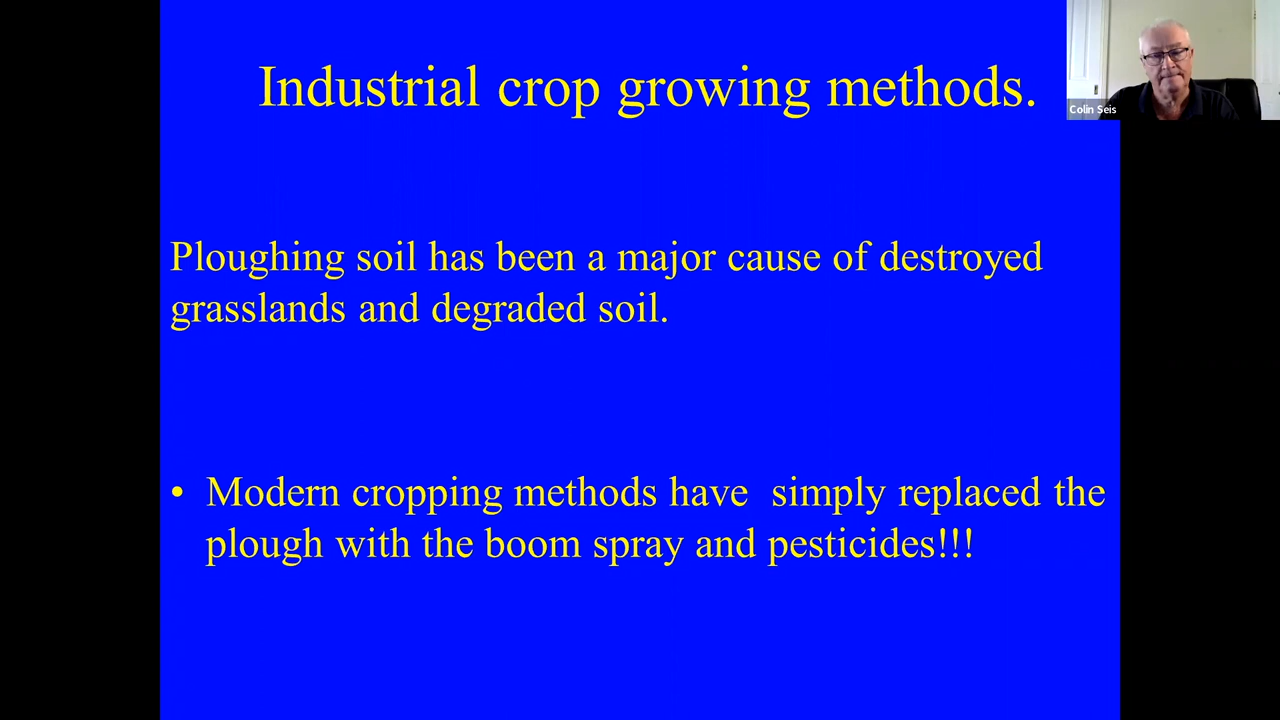 Industrial crop growing methods.
Colin Seis
Ploughing soil has been a major cause of destroyed
grasslands and degraded soil.
• Modern cropping methods have  simply replaced the
plough with the boom spray and pesticides!!!